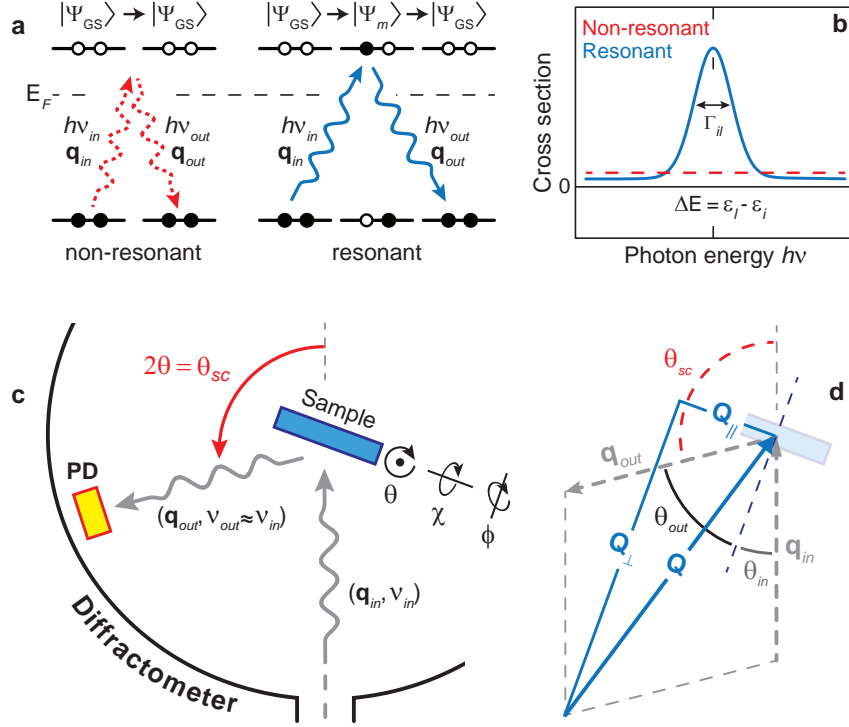 a
|Ψ_GS⟩ → |Ψ_GS⟩
|Ψ_GS⟩ → |Ψ_m⟩ → |Ψ_GS⟩
E_F
hν_in
q_in
hν_out
q_out
hν_in
q_in
hν_out
q_out
non-resonant
resonant
b
Non-resonant
Resonant
Γ_il
Cross section
0
ΔE = ε_l - ε_i
Photon energy hν
c
2θ = θ_sc
Sample
PD
(q_out, ν_out≈ν_in)
θ
χ
ϕ
(q_in, ν_in)
Diffractometer
d
θ_sc
Q_||
q_out
θ_out
q_in
Q_⊥
Q
θ_in